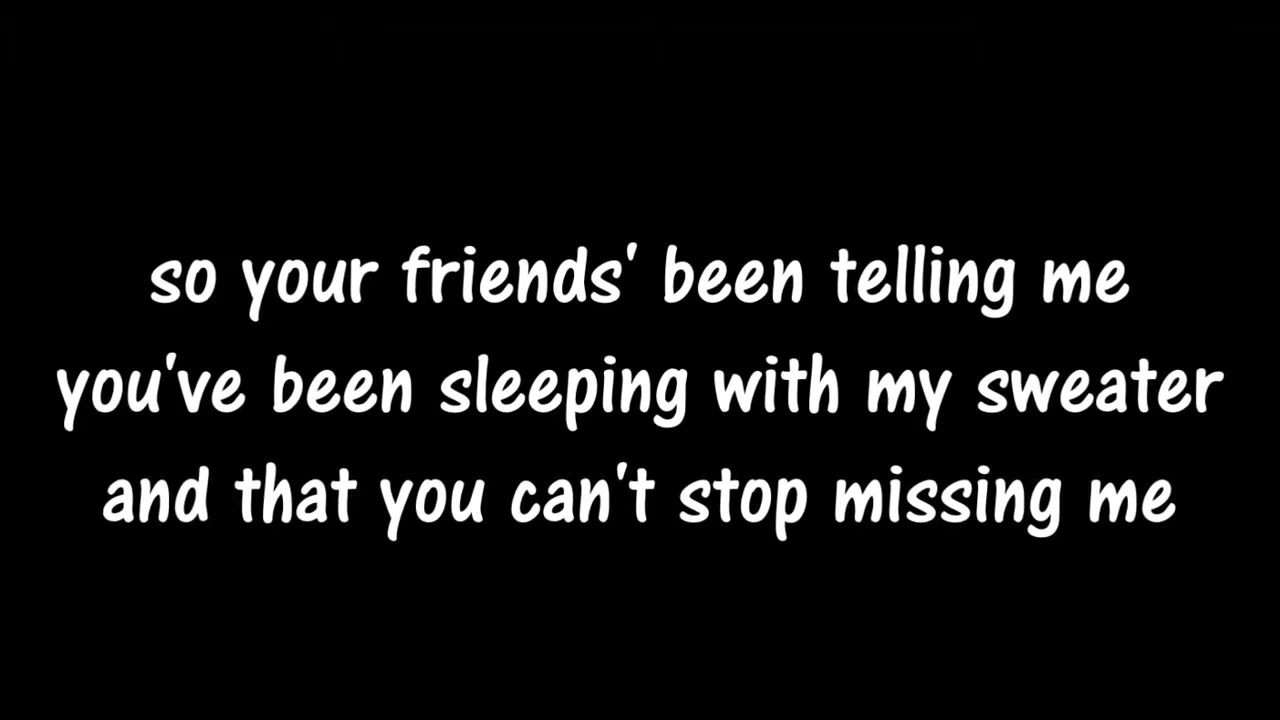 so your friends' been telling me
you've been sleeping with my sweater
and that you can't stop missing me